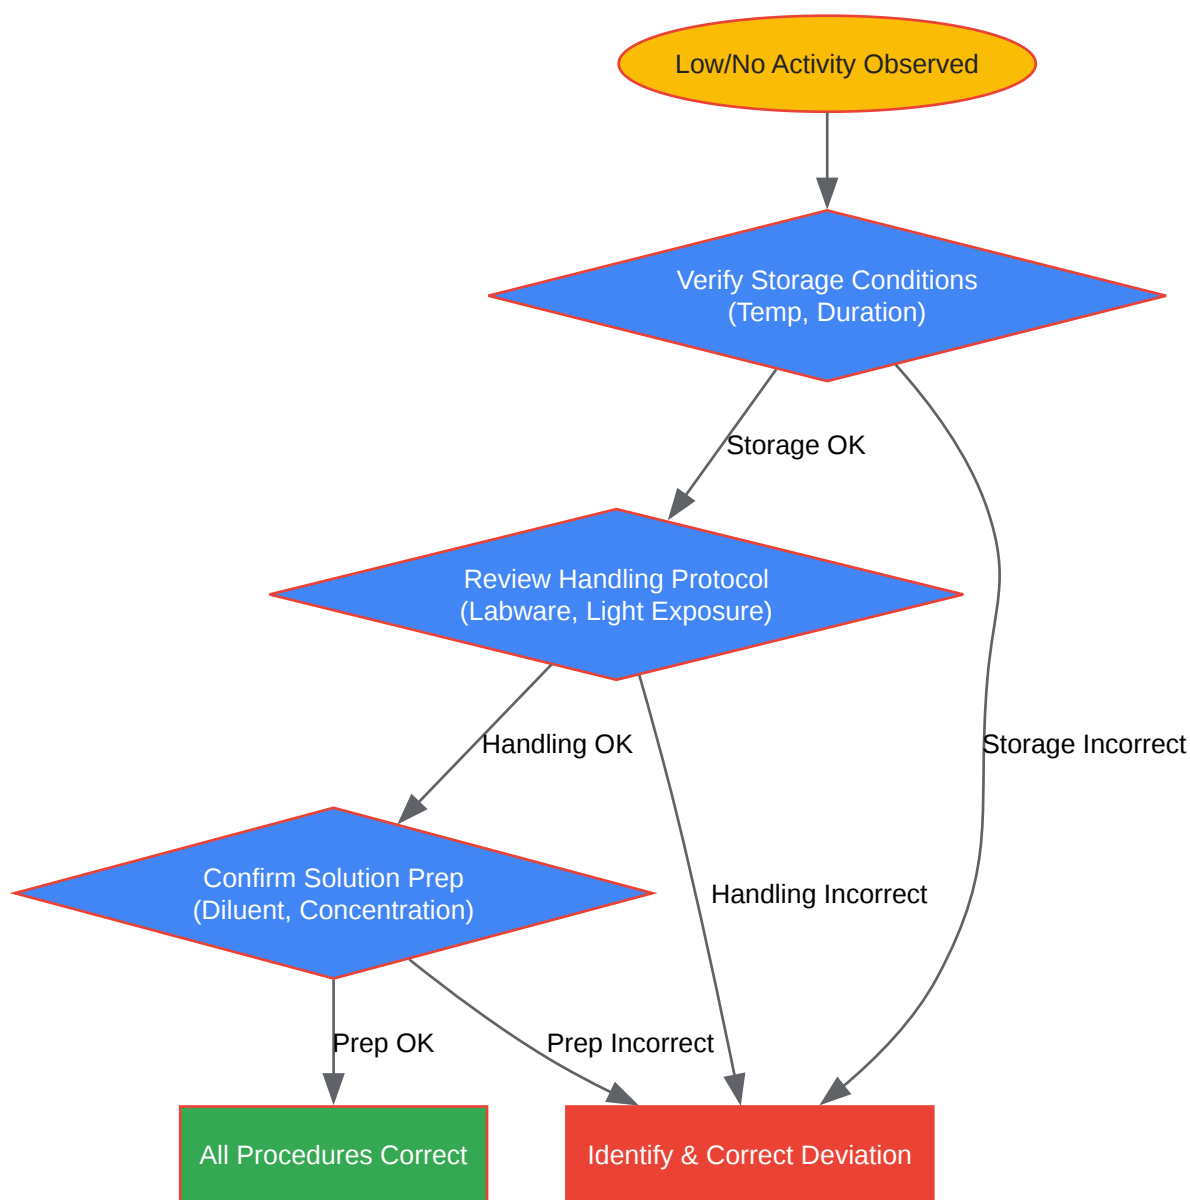 Low/No Activity Observed
Verify Storage Conditions
(Temp, Duration)
Storage OK
Review Handling Protocol
(Labware, Light Exposure)
Handling OK
Storage Incorrect
Confirm Solution Prep
(Diluent, Concentration)
Handling Incorrect
Prep OK
Prep Incorrect
All Procedures Correct
Identify & Correct Deviation